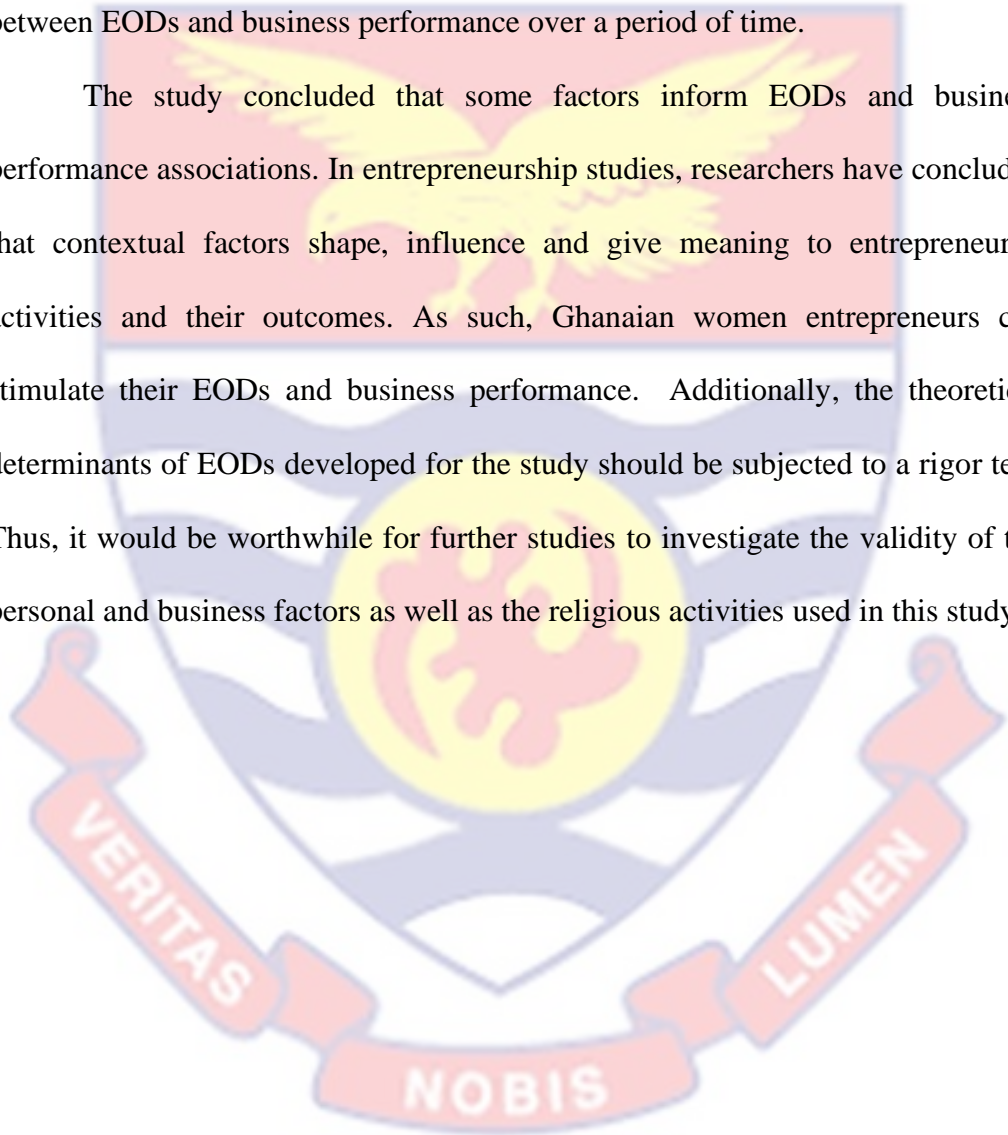 between EODs and business performance over a period of time.
The study concluded that some factors inform EODs and busine
performance associations. In entrepreneurship studies, researchers have conclud
that contextual factors shape, influence and give meaning to entrepreneur
activities and their outcomes. As such, Ghanaian women entrepreneurs c
stimulate their EODs and business performance. Additionally, the theoretic
determinants of EODs developed for the study should be subjected to a rigor te
Thus, it would be worthwhile for further studies to investigate the validity of t
personal and business factors as well as the religious activities used in this study
VERITAS
NOBIS
LUMEN